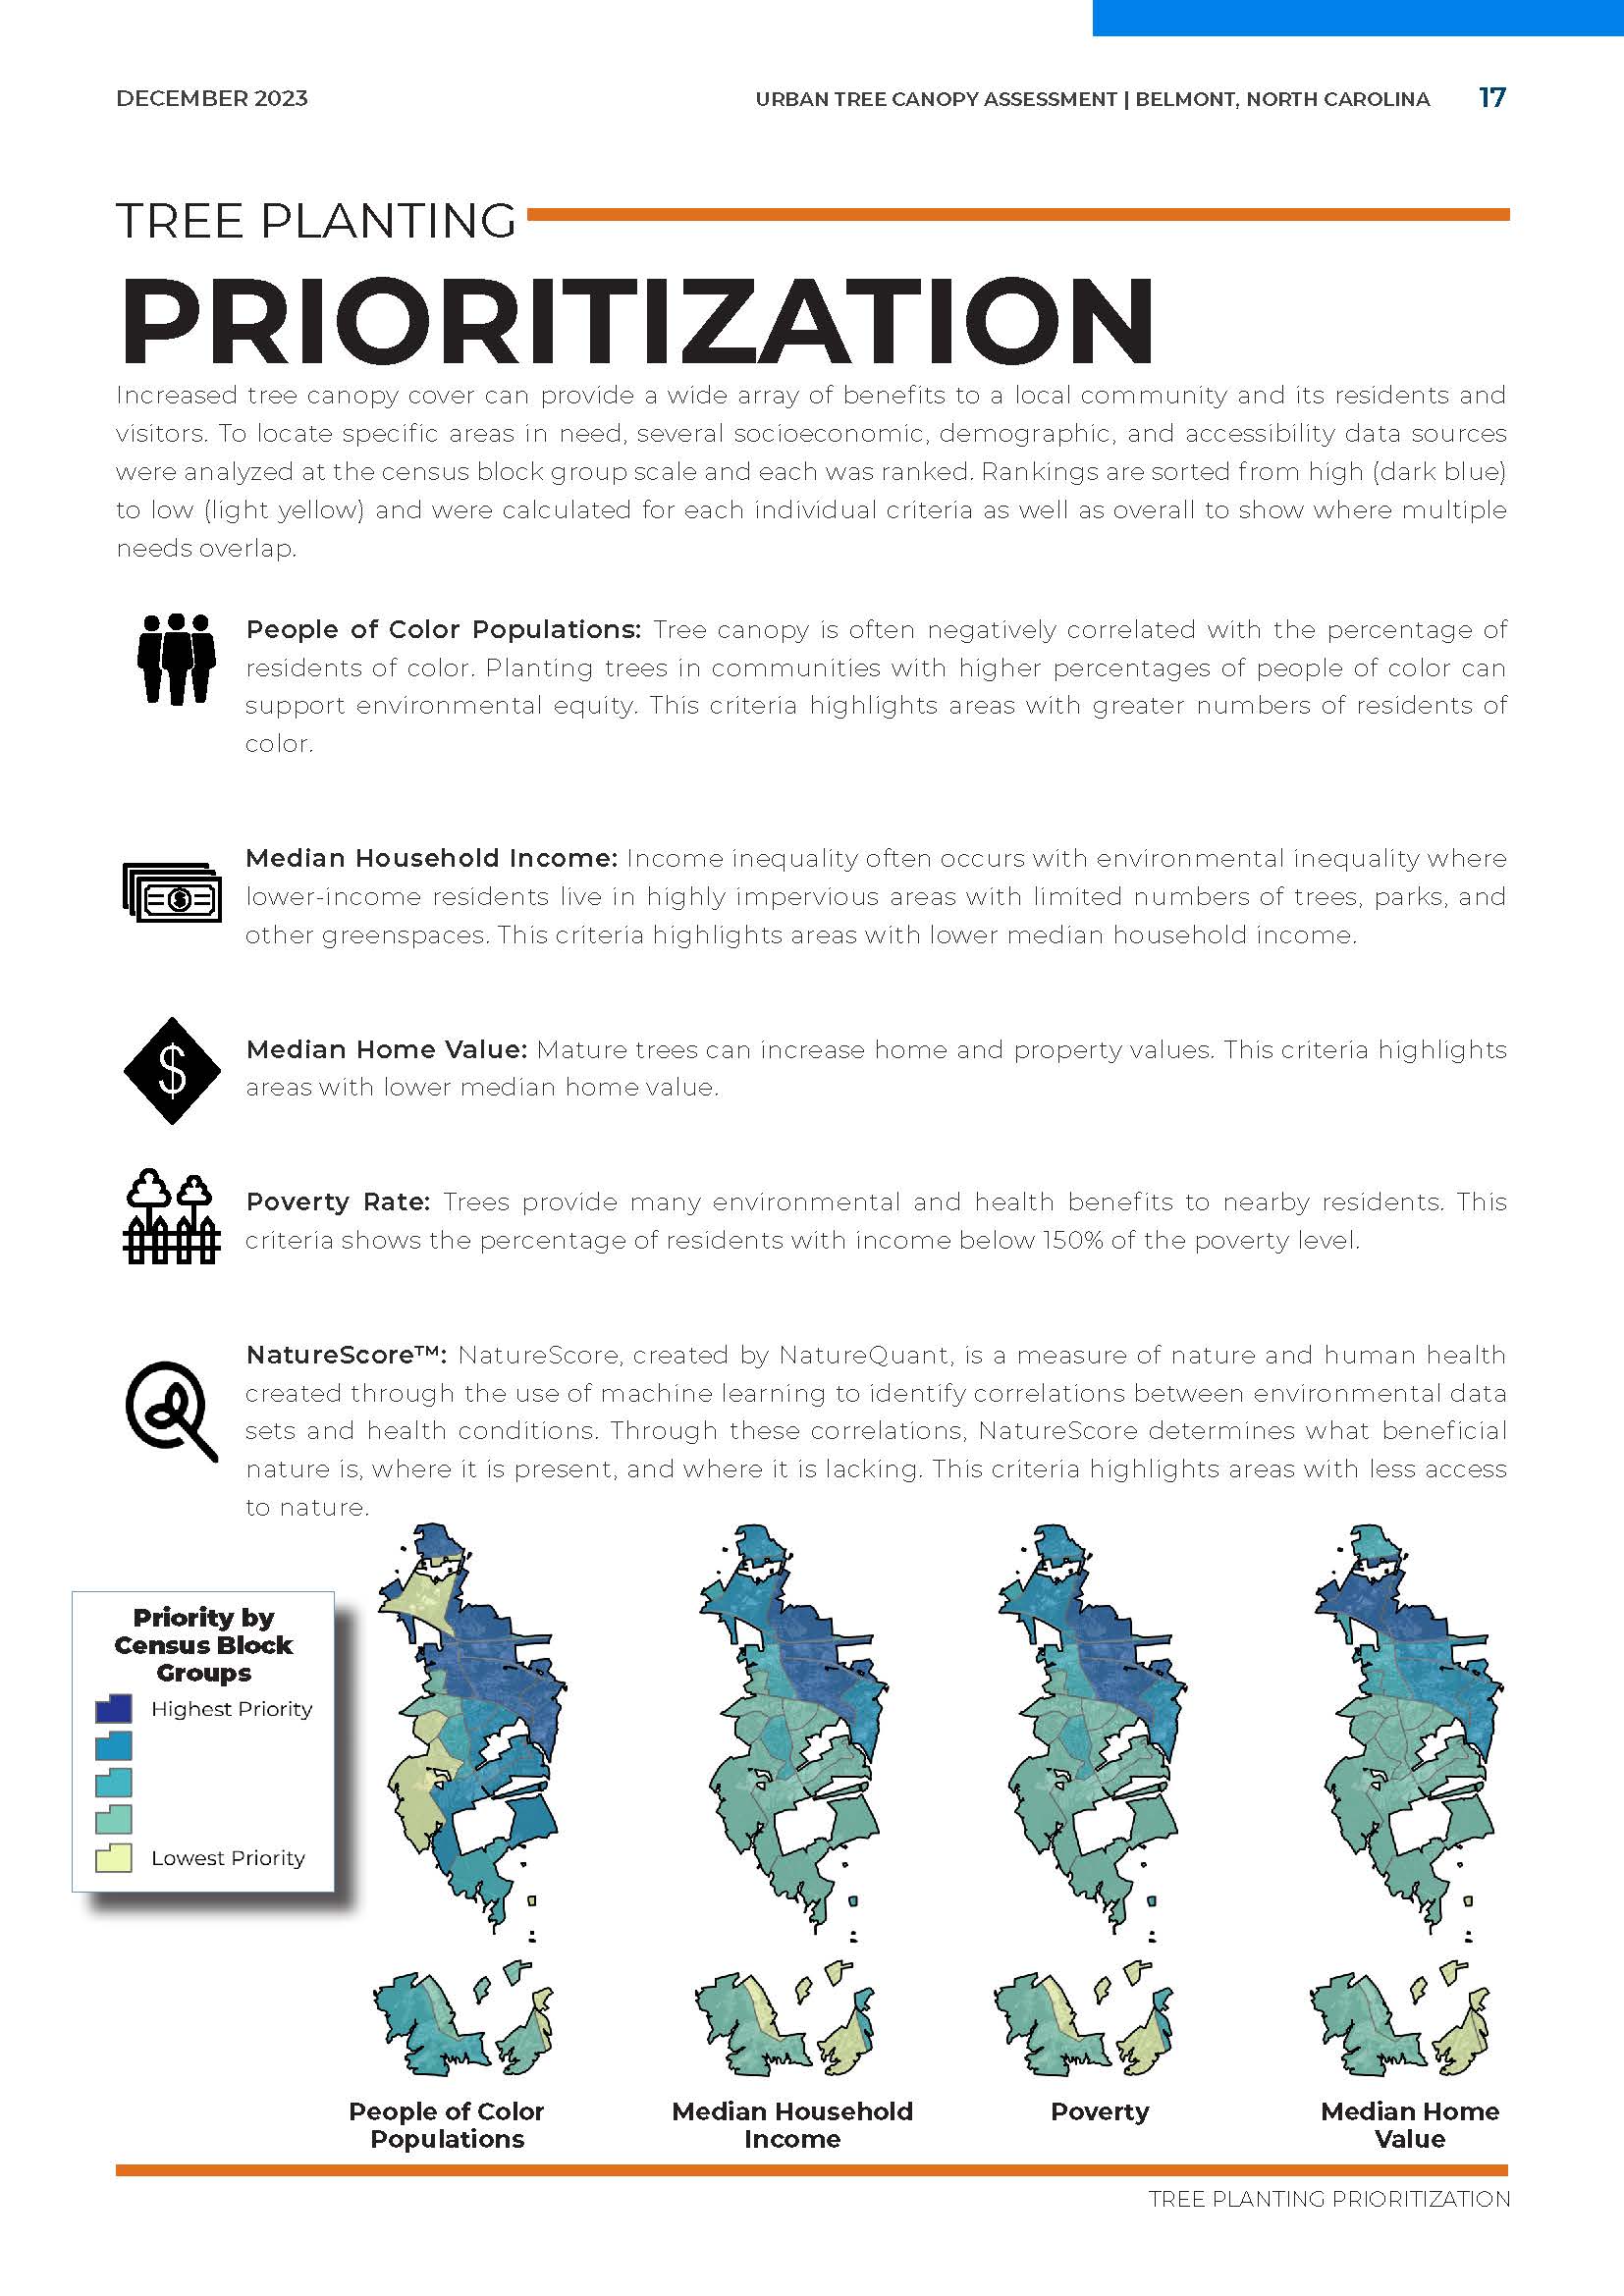 DECEMBER 2023
URBAN TREE CANOPY ASSESSMENT | BELMONT, NORTH CAROLINA 17
TREE PLANTING
PRIORITIZATION
Increased tree canopy cover can provide a wide array of benefits to a local community and its residents and
visitors. To locate specific areas in need, several socioeconomic, demographic, and accessibility data sources
were analyzed at the census block group scale and each was ranked. Rankings are sorted from high (dark blue)
to low (light yellow) and were calculated for each individual criteria as well as overall to show where multiple
needs overlap.
People of Color Populations: Tree canopy is often negatively correlated with the percentage of
residents of color. Planting trees in communities with higher percentages of people of color can
support environmental equity. This criteria highlights areas with greater numbers of residents of
color.
Median Household Income: Income inequality often occurs with environmental inequality where
lower-income residents live in highly impervious areas with limited numbers of trees, parks, and
other greenspaces. This criteria highlights areas with lower median household income.
$
Median Home Value: Mature trees can increase home and property values. This criteria highlights
areas with lower median home value.
Poverty Rate: Trees provide many environmental and health benefits to nearby residents. This
criteria shows the percentage of residents with income below 150% of the poverty level.
NatureScore™: NatureScore, created by NatureQuant, is a measure of nature and human health
created through the use of machine learning to identify correlations between environmental data
sets and health conditions. Through these correlations, NatureScore determines what beneficial
nature is, where it is present, and where it is lacking. This criteria highlights areas with less access
to nature.
Priority by
Census Block
Groups
Highest Priority
Lowest Priority
People of Color
Populations
Median Household
Income
Poverty
Median Home
Value
TREE PLANTING PRIORITIZATION